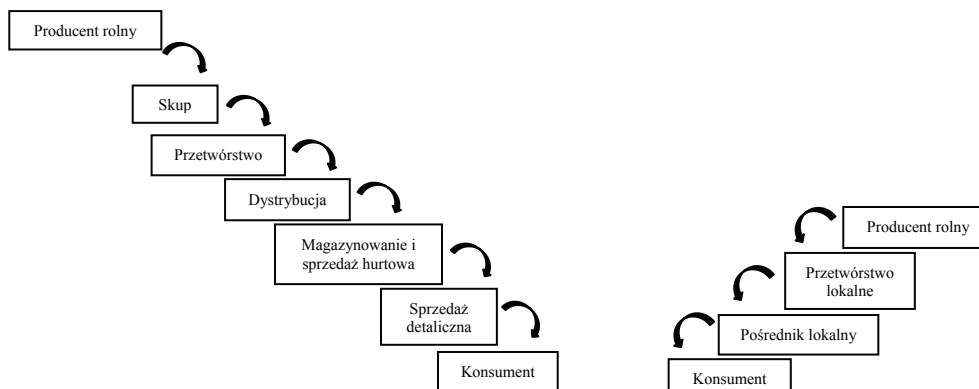 Producent rolny
Skup
Przetwórstwo
Dystrybucja
Magazynowanie i
sprzedaż hurtowa
Sprzedaż
detaliczna
Konsument
Producent rolny
Przetwórstwo
lokalne
Pośrednik lokalny
Konsument